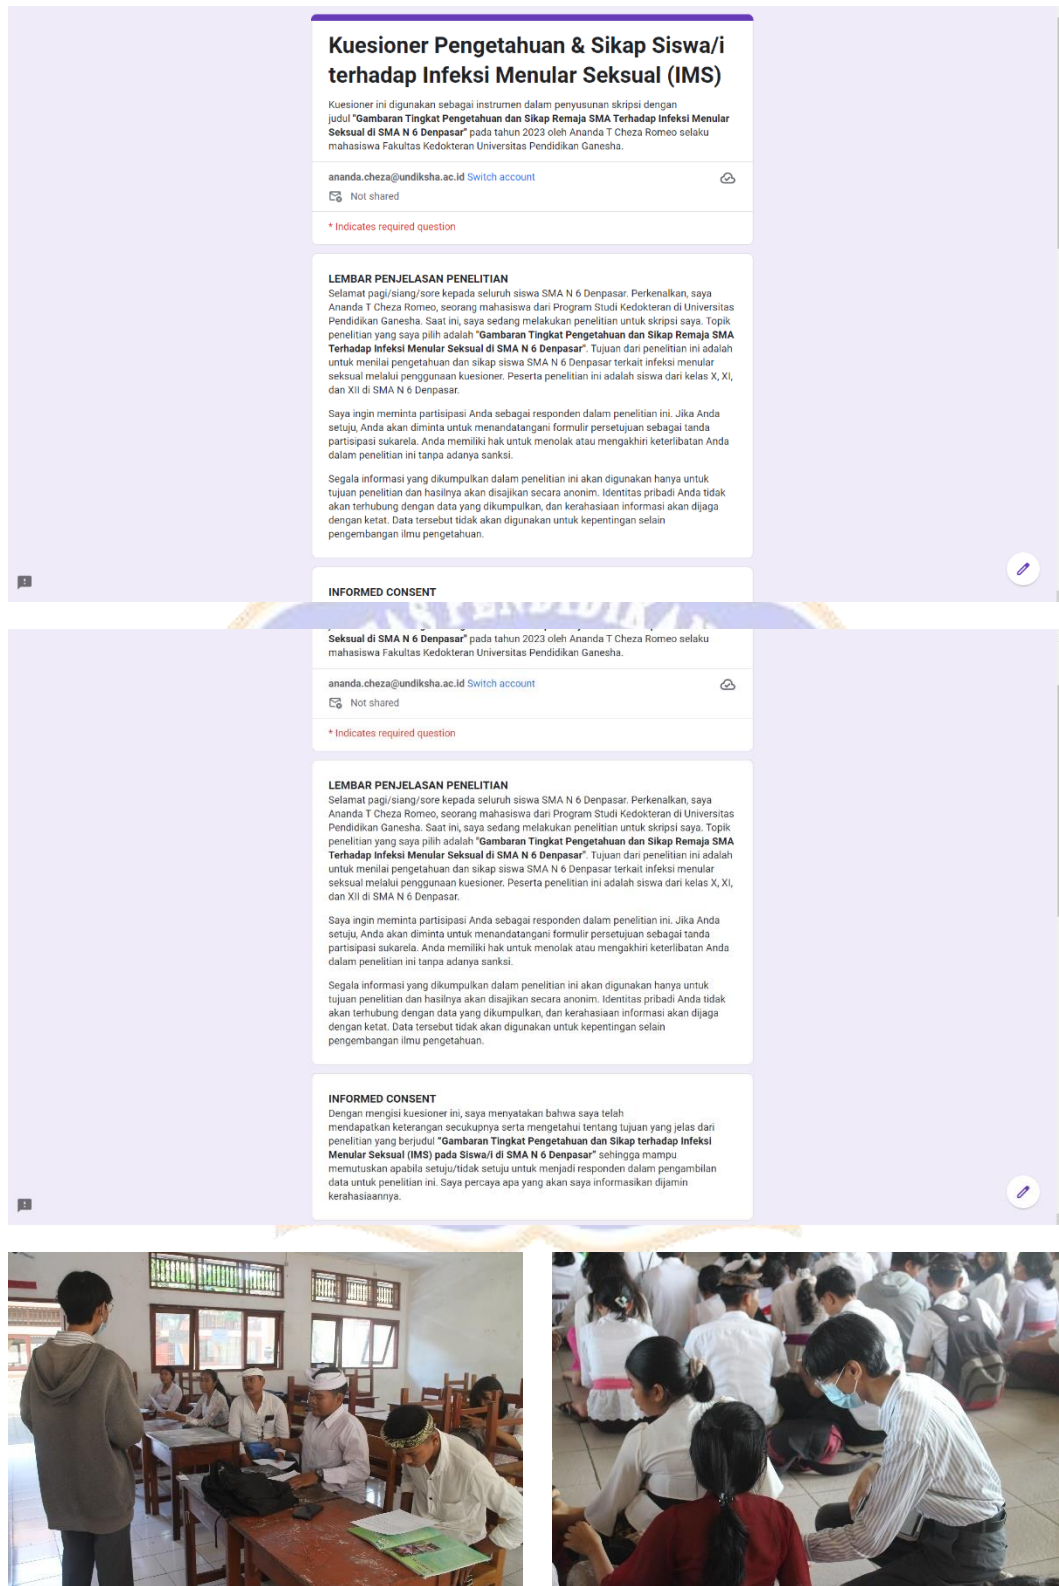 Kuesioner Pengetahuan & Sikap Siswa/i
terhadap Infeksi Menular Seksual (IMS)
Kuesioner ini digunakan sebagai instrumen dalam penyusunan skripsi dengan
judul "Gambaran Tingkat Pengetahuan dan Sikap Remaja SMA Terhadap Infeksi Menular
Seksual di SMA N 6 Denpasar" pada tahun 2023 oleh Ananda T Cheza Romeo selaku
mahasiswa Fakultas Kedokteran Universitas Pendidikan Ganesha.
ananda.cheza@undiksha.ac.id Switch account
Not shared
* Indicates required question
LEMBAR PENJELASAN PENELITIAN
Selamat pagi/siang/sore kepada seluruh siswa SMA N 6 Denpasar. Perkenalkan, saya
Ananda T Cheza Romeo, seorang mahasiswa dari Program Studi Kedokteran di Universitas
Pendidikan Ganesha. Saat ini, saya sedang melakukan penelitian untuk skripsi saya. Topik
penelitian yang saya pilih adalah "Gambaran Tingkat Pengetahuan dan Sikap Remaja SMA
Terhadap Infeksi Menular Seksual di SMA N 6 Denpasar". Tujuan dari penelitian ini adalah
untuk menilai pengetahuan dan sikap siswa SMA N 6 Denpasar terkait infeksi menular
seksual melalui penggunaan kuesioner. Peserta penelitian ini adalah siswa dari kelas X, XI,
dan XII di SMA N 6 Denpasar.
Saya ingin meminta partisipasi Anda sebagai responden dalam penelitian ini. Jika Anda
setuju, Anda akan diminta untuk menandatangani formulir persetujuan sebagai tanda
partisipasi sukarela. Anda memiliki hak untuk menolak atau mengakhiri keterlibatan Anda
dalam penelitian ini tanpa adanya sanksi.
Segala informasi yang dikumpulkan dalam penelitian ini akan digunakan hanya untuk
tujuan penelitian dan hasilnya akan disajikan secara anonim. Identitas pribadi Anda tidak
akan terhubung dengan data yang dikumpulkan, dan kerahasiaan informasi akan dijaga
dengan ketat. Data tersebut tidak akan digunakan untuk kepentingan selain
pengembangan ilmu pengetahuan.
INFORMED CONSENT
TAS PENDIDIKAN
Seksual di SMA N 6 Denpasar" pada tahun 2023 oleh Ananda T Cheza Romeo selaku
mahasiswa Fakultas Kedokteran Universitas Pendidikan Ganesha.
ananda.cheza@undiksha.ac.id Switch account
Not shared
* Indicates required question
LEMBAR PENJELASAN PENELITIAN
Selamat pagi/siang/sore kepada seluruh siswa SMA N 6 Denpasar. Perkenalkan, saya
Ananda T Cheza Romeo, seorang mahasiswa dari Program Studi Kedokteran di Universitas
Pendidikan Ganesha. Saat ini, saya sedang melakukan penelitian untuk skripsi saya. Topik
penelitian yang saya pilih adalah "Gambaran Tingkat Pengetahuan dan Sikap Remaja SMA
Terhadap Infeksi Menular Seksual di SMA N 6 Denpasar". Tujuan dari penelitian ini adalah
untuk menilai pengetahuan dan sikap siswa SMA N 6 Denpasar terkait infeksi menular
seksual melalui penggunaan kuesioner. Peserta penelitian ini adalah siswa dari kelas X, XI,
dan XII di SMA N 6 Denpasar.
Saya ingin meminta partisipasi Anda sebagai responden dalam penelitian ini. Jika Anda
setuju, Anda akan diminta untuk menandatangani formulir persetujuan sebagai tanda
partisipasi sukarela. Anda memiliki hak untuk menolak atau mengakhiri keterlibatan Anda
dalam penelitian ini tanpa adanya sanksi.
Segala informasi yang dikumpulkan dalam penelitian ini akan digunakan hanya untuk
tujuan penelitian dan hasilnya akan disajikan secara anonim. Identitas pribadi Anda tidak
akan terhubung dengan data yang dikumpulkan, dan kerahasiaan informasi akan dijaga
dengan ketat. Data tersebut tidak akan digunakan untuk kepentingan selain
pengembangan ilmu pengetahuan.
INFORMED CONSENT
Dengan mengisi kuesioner ini, saya menyatakan bahwa saya telah
mendapatkan keterangan secukupnya serta mengetahui tentang tujuan yang jelas dari
penelitian yang berjudul "Gambaran Tingkat Pengetahuan dan Sikap terhadap Infeksi
Menular Seksual (IMS) pada Siswa/i di SMA N 6 Denpasar" sehingga mampu
memutuskan apabila setuju/tidak setuju untuk menjadi responden dalam pengambilan
data untuk penelitian ini. Saya percaya apa yang akan saya informasikan dijamin
kerahasiaannya.